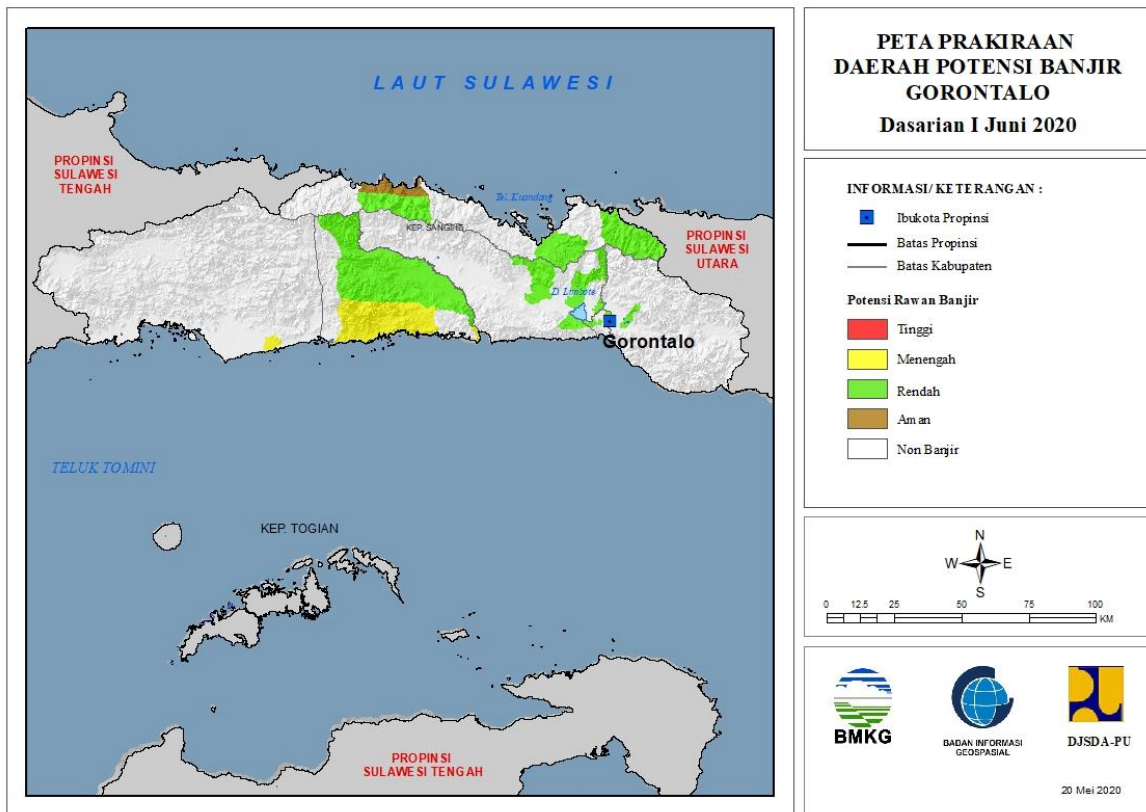 LAUT SULAWESI
PROPINSI
SULAWESI
TENGAH
Tel. Kuandang
KEP. SANGIHE
PROPINSI
SULAWESI
UTARA
D. Limboto
Gorontalo
TELUK TOMINI
KEP. TOGIAN
PROPINSI
SULAWESI TENGAH
PETA PRAKIRAAN
DAERAH POTENSI BANJIR
GORONTALO
Dasarian I Juni 2020
INFORMASI/ KETERANGAN :
Ibukota Propinsi
Batas Propinsi
Batas Kabupaten
Potensi Rawan Banjir
Tinggi
Menengah
Rendah
Aman
Non Banjir
N
W E
S
0 12.5 25 50 75 100
KM
BMKG
BADAN INFORMASI
GEOSPASIAL
DJSDA-PU
20 Mei 2020